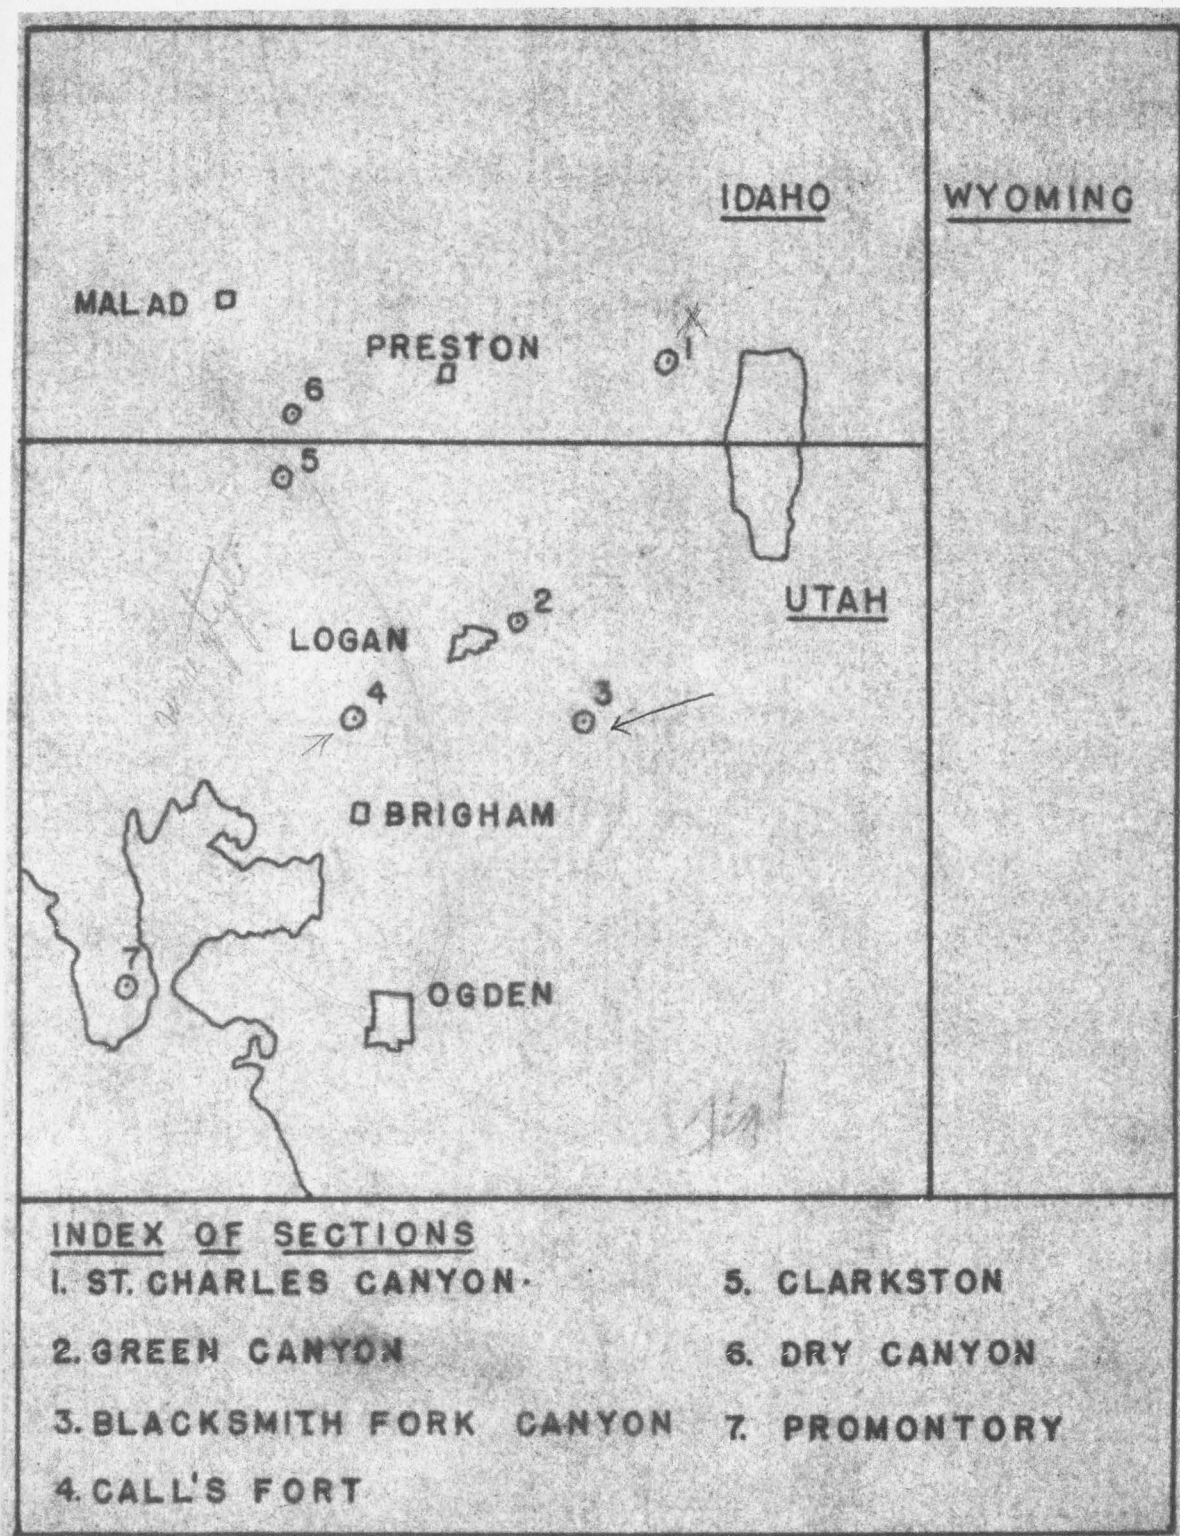 IDAHO WYOMING
MALAD
PRESTON
1
6
5
2
UTAH
LOGAN
3
4
BRIGHAM
7
OGDEN
INDEX OF SECTIONS
1. ST. CHARLES CANYON.
2. GREEN CANYON
3. BLACKSMITH FORK CANYON
4. CALL'S FORT
5. CLARKSTON
6. DRY CANYON
7. PROMONTORY